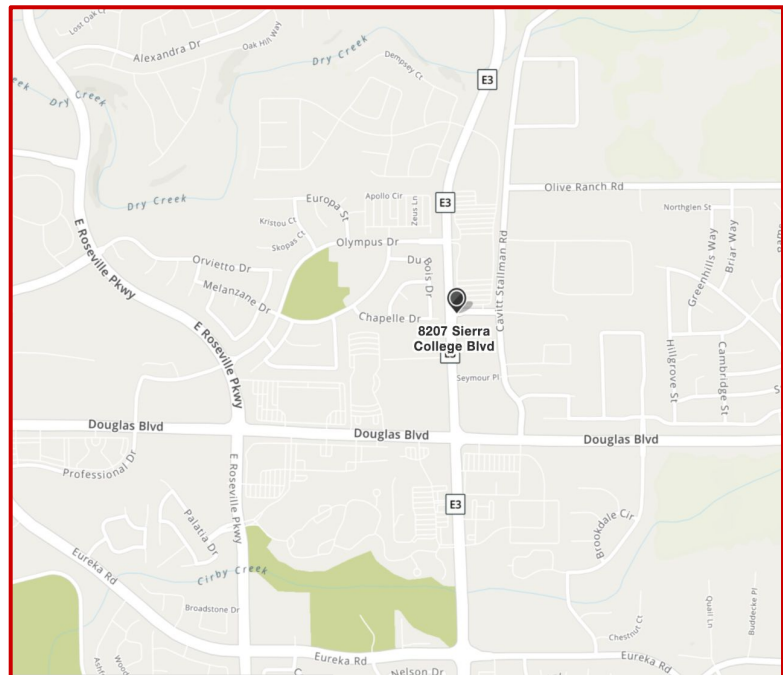 Lost Oak Ct
Oak Hill Way
Alexandra Dr
Dry Creek
Dempsey Ct
E3
Dry Creek
Dry Creek
Olive Ranch Rd
Apollo Cir
Europa St
Zeus Ln
E3
Northglen St
Kristou Ct
Skopas Ct
Olympus Dr
E Roseville Pkwy
Greenhills Way
Briar Way
Orvietto Dr
Du Bois Dr
Cavitt Stallman Rd
Melanzane Dr
Chapelle Dr
8207 Sierra
College Blvd
Hillgrove St
Cambridge St
E Roseville Pkwy
Seymour Pl
Douglas Blvd
Douglas Blvd
Douglas Blvd
Professional Dr
E Roseville Pkwy
E3
Palatia Dr
Brookdale Cir
Eureka Rd
Cirby Creek
Broadstone Dr
Quail Ln
Buddecke Pl
Chestnut Ct
Eureka Rd
Eureka Rd
Nelson Dr